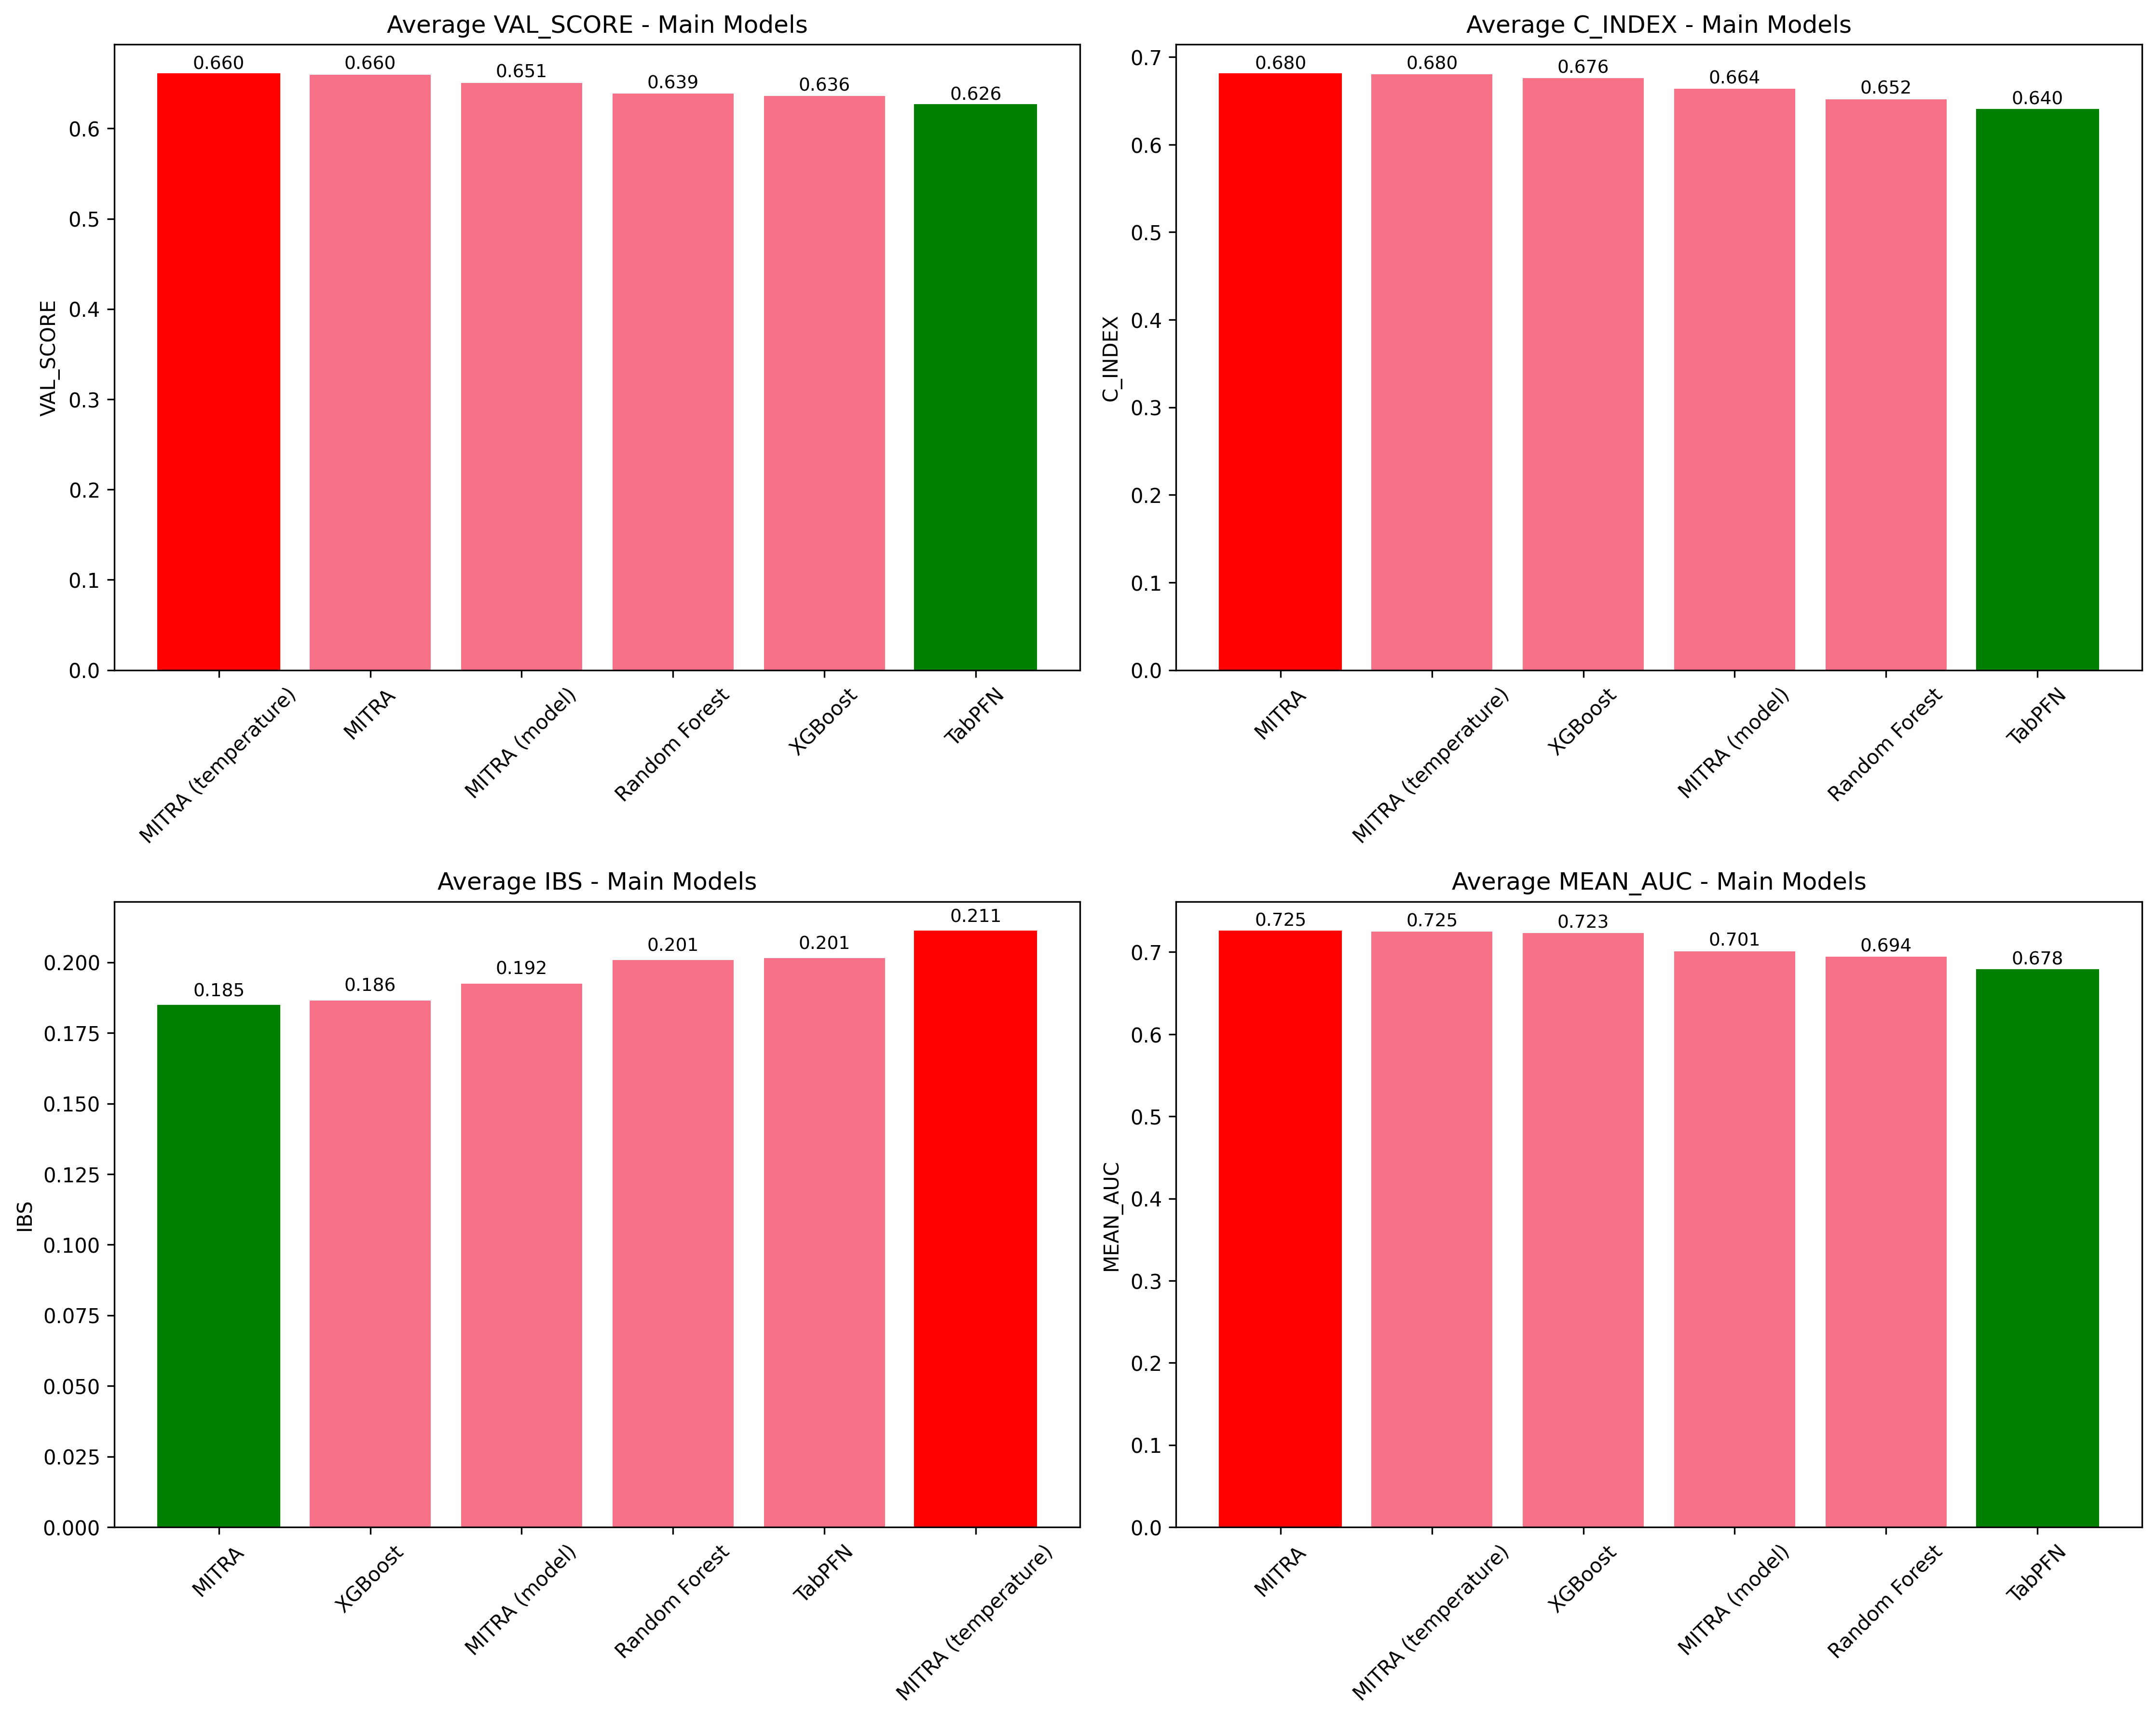 Average VAL_SCORE - Main Models
VAL_SCORE
0.6
0.5
0.4
0.3
0.2
0.1
0.0
0.660
0.660
0.651
0.639
0.636
0.626
MITRA (temperature)
MITRA
MITRA (model)
Random Forest
XGBoost
TabPFN
Average C_INDEX - Main Models
C_INDEX
0.7
0.6
0.5
0.4
0.3
0.2
0.1
0.0
0.680
0.680
0.676
0.664
0.652
0.640
MITRA
MITRA (temperature)
XGBoost
MITRA (model)
Random Forest
TabPFN
Average IBS - Main Models
IBS
0.200
0.175
0.150
0.125
0.100
0.075
0.050
0.025
0.000
0.185
0.186
0.192
0.201
0.201
0.211
MITRA
XGBoost
MITRA (model)
Random Forest
TabPFN
MITRA (temperature)
Average MEAN_AUC - Main Models
MEAN_AUC
0.7
0.6
0.5
0.4
0.3
0.2
0.1
0.0
0.725
0.725
0.723
0.701
0.694
0.678
MITRA
MITRA (temperature)
XGBoost
MITRA (model)
Random Forest
TabPFN